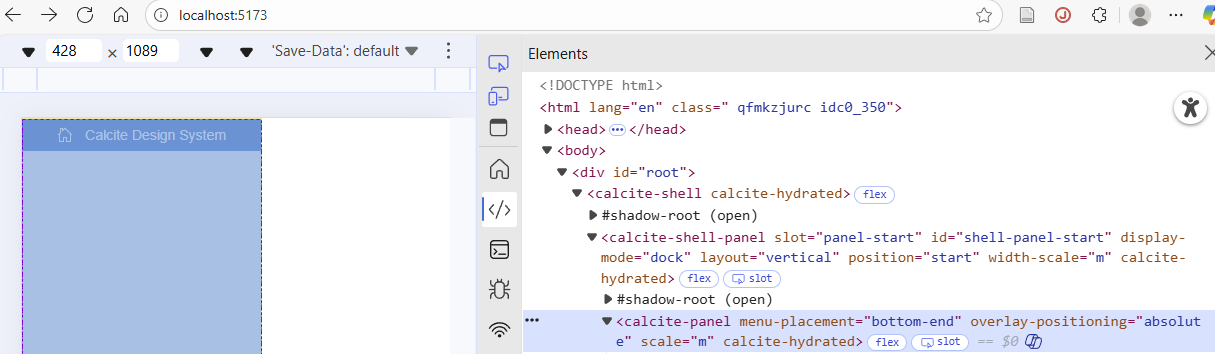 localhost:5173
428 × 1089 'Save-Data': default
Calcite Design System
Elements
<!DOCTYPE html>
<html lang="en" class=" qfmkzjurc idc0_350">
<head> ••• </head>
<body>
<div id="root">
<calcite-shell calcite-hydrated> flex
#shadow-root (open)
<calcite-shell-panel slot="panel-start" id="shell-panel-start" display-
mode="dock" layout="vertical" position="start" width-scale="m" calcite-
hydrated> flex slot
#shadow-root (open)
<calcite-panel menu-placement="bottom-end" overlay-positioning="absolut
e" scale="m" calcite-hydrated> flex slot == $0